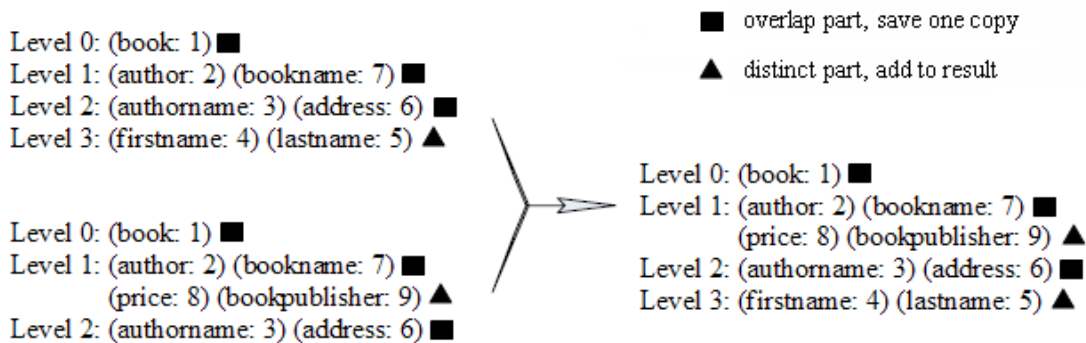 overlap part, save one copy
distinct part, add to result
Level 0: (book: 1)
Level 1: (author: 2) (bookname: 7)
Level 2: (authorname: 3) (address: 6)
Level 3: (firstname: 4) (lastname: 5)
Level 0: (book: 1)
Level 1: (author: 2) (bookname: 7)
(price: 8) (bookpublisher: 9)
Level 2: (authorname: 3) (address: 6)
Level 0: (book: 1)
Level 1: (author: 2) (bookname: 7)
(price: 8) (bookpublisher: 9)
Level 2: (authorname: 3) (address: 6)
Level 3: (firstname: 4) (lastname: 5)